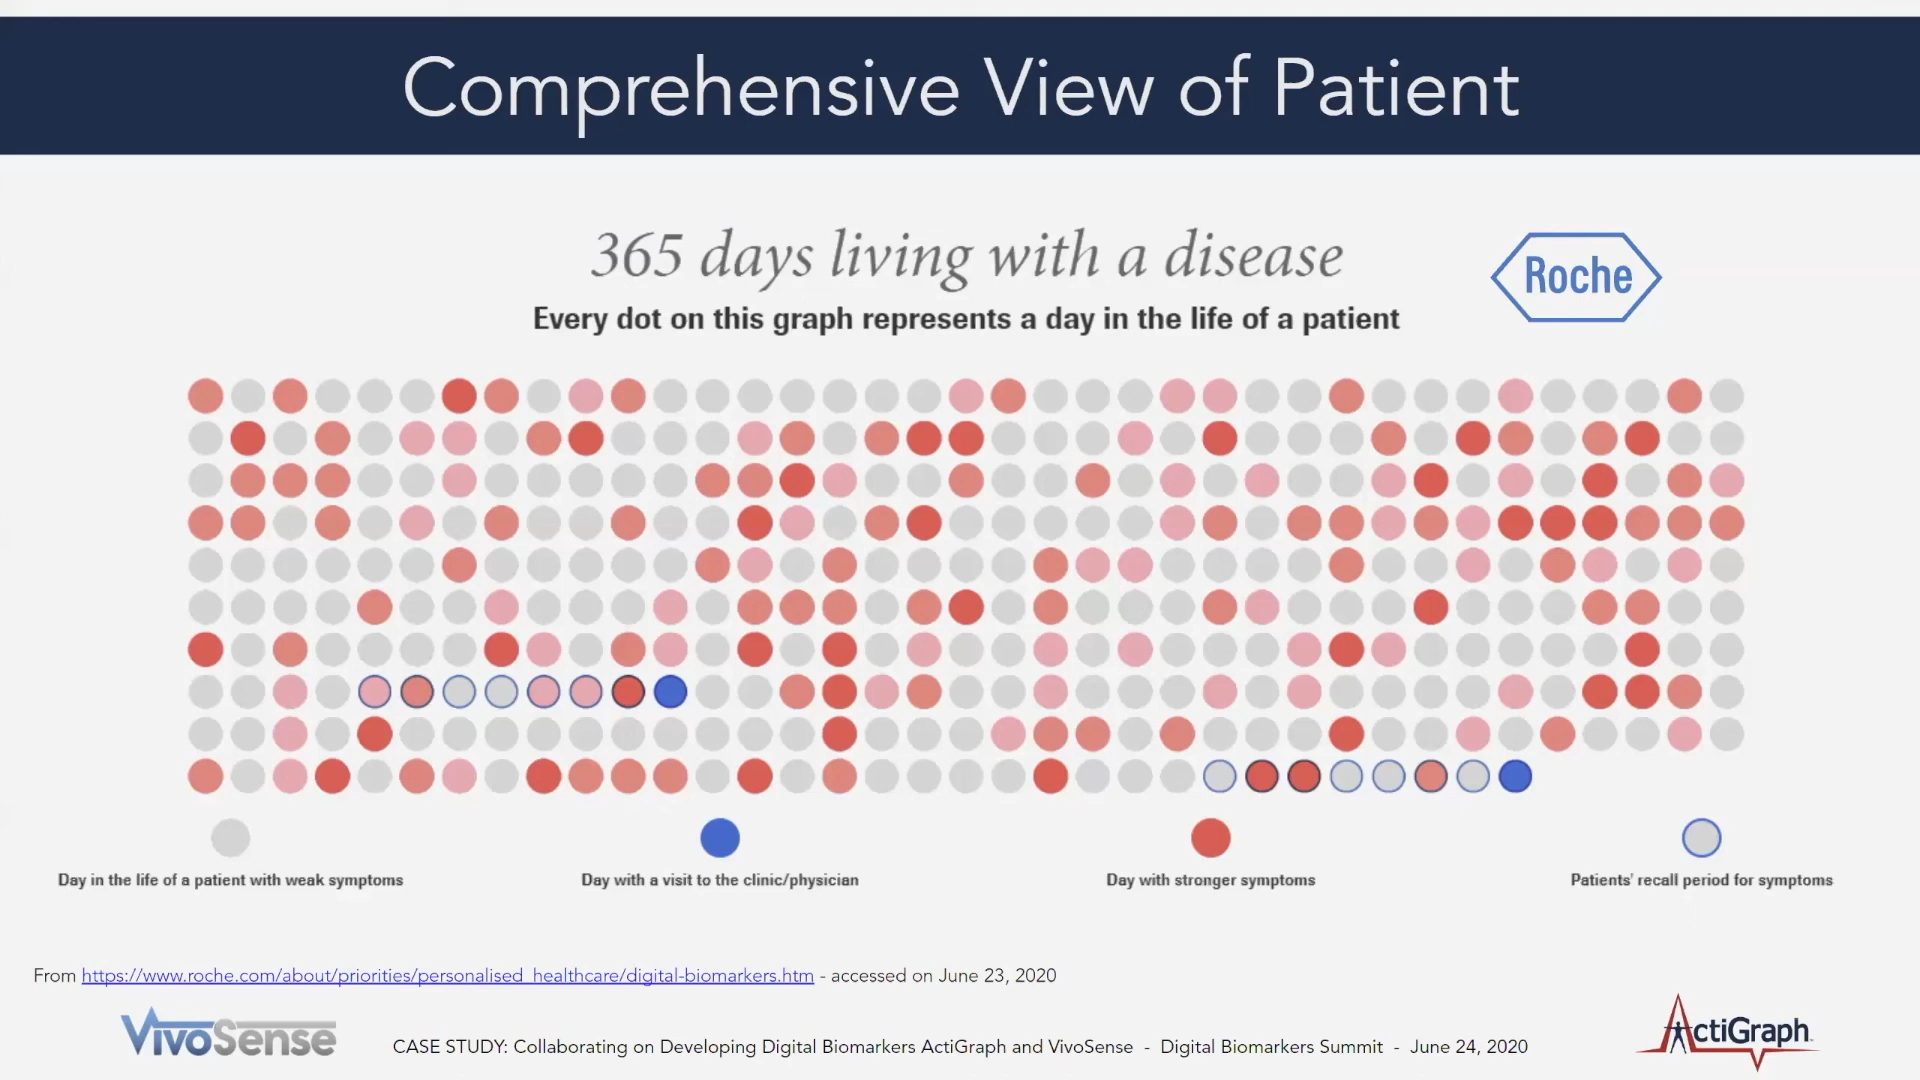 Comprehensive View of Patient
365 days living with a disease
Roche
Every dot on this graph represents a day in the life of a patient
Day in the life of a patient with weak symptoms
Day with a visit to the clinic/physician
Day with stronger symptoms
Patients' recall period for symptoms
From https://www.roche.com/about/priorities/personalised_healthcare/digital-biomarkers.htm - accessed on June 23, 2020
VivoSense
CASE STUDY: Collaborating on Developing Digital Biomarkers ActiGraph and VivoSense - Digital Biomarkers Summit - June 24, 2020
ActiGraph